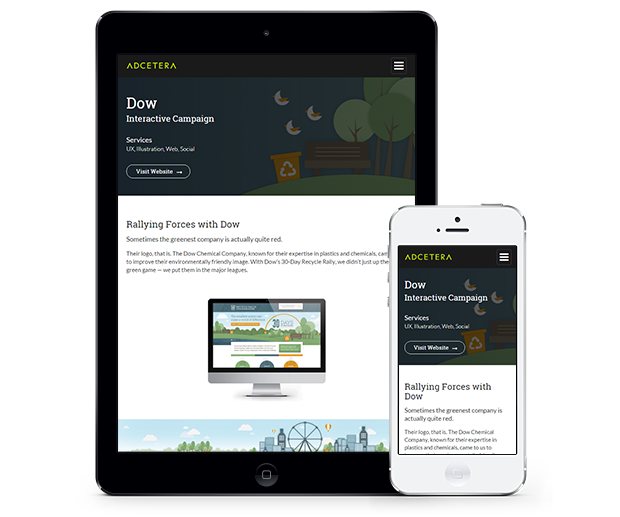 ADCETERA
Dow
Interactive Campaign
Services
UX, Illustration, Web, Social
Visit Website →
Rallying Forces with Dow
Sometimes the greenest company is actually quite red.
Their logo, that is. The Dow Chemical Company, known for their expertise in plastics and chemicals, cam
to improve their environmentally friendly image. With Dow's 30-Day Recycle Rally, we didn't just up the
green game — we put them in the major leagues.
30 DAYS
ADCETERA
Dow
Interactive Campaign
Services
UX, Illustration, Web, Social
Visit Website →
Rallying Forces with
Dow
Sometimes the greenest company is
actually quite red.
Their logo, that is. The Dow Chemical
Company, known for their expertise in
plastics and chemicals, came to us to